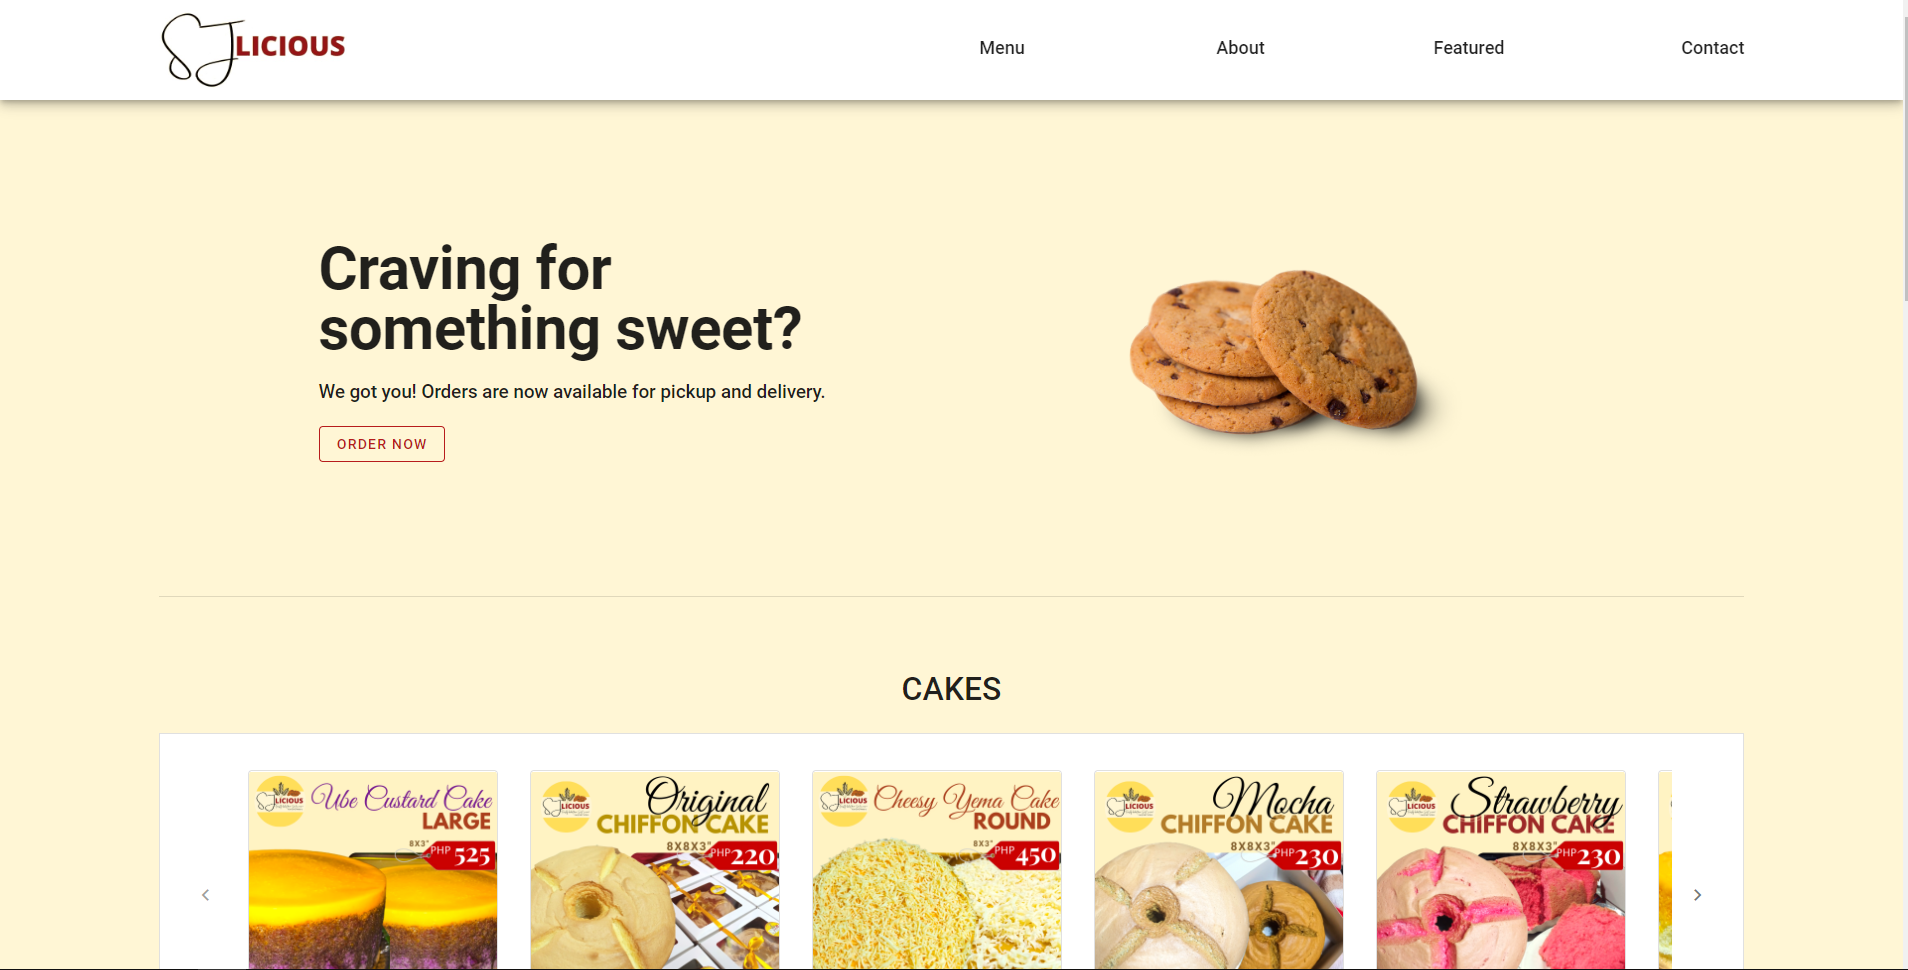 SJLICIOUS
Menu About Featured Contact
Craving for
something sweet?
We got you! Orders are now available for pickup and delivery.
ORDER NOW
CAKES
LICIOUS
Ube Custard Cake
LARGE
8X3"
PHP 525
LICIOUS
Original
CHIFFON CAKE
8X8X3"
PHP 220
LICIOUS
Cheesy Yema Cake
ROUND
8X3"
PHP 450
LICIOUS
Mocha
CHIFFON CAKE
8X8X3"
PHP 230
LICIOUS
Strawberry
CHIFFON CAKE
8X8X3"
PHP 230